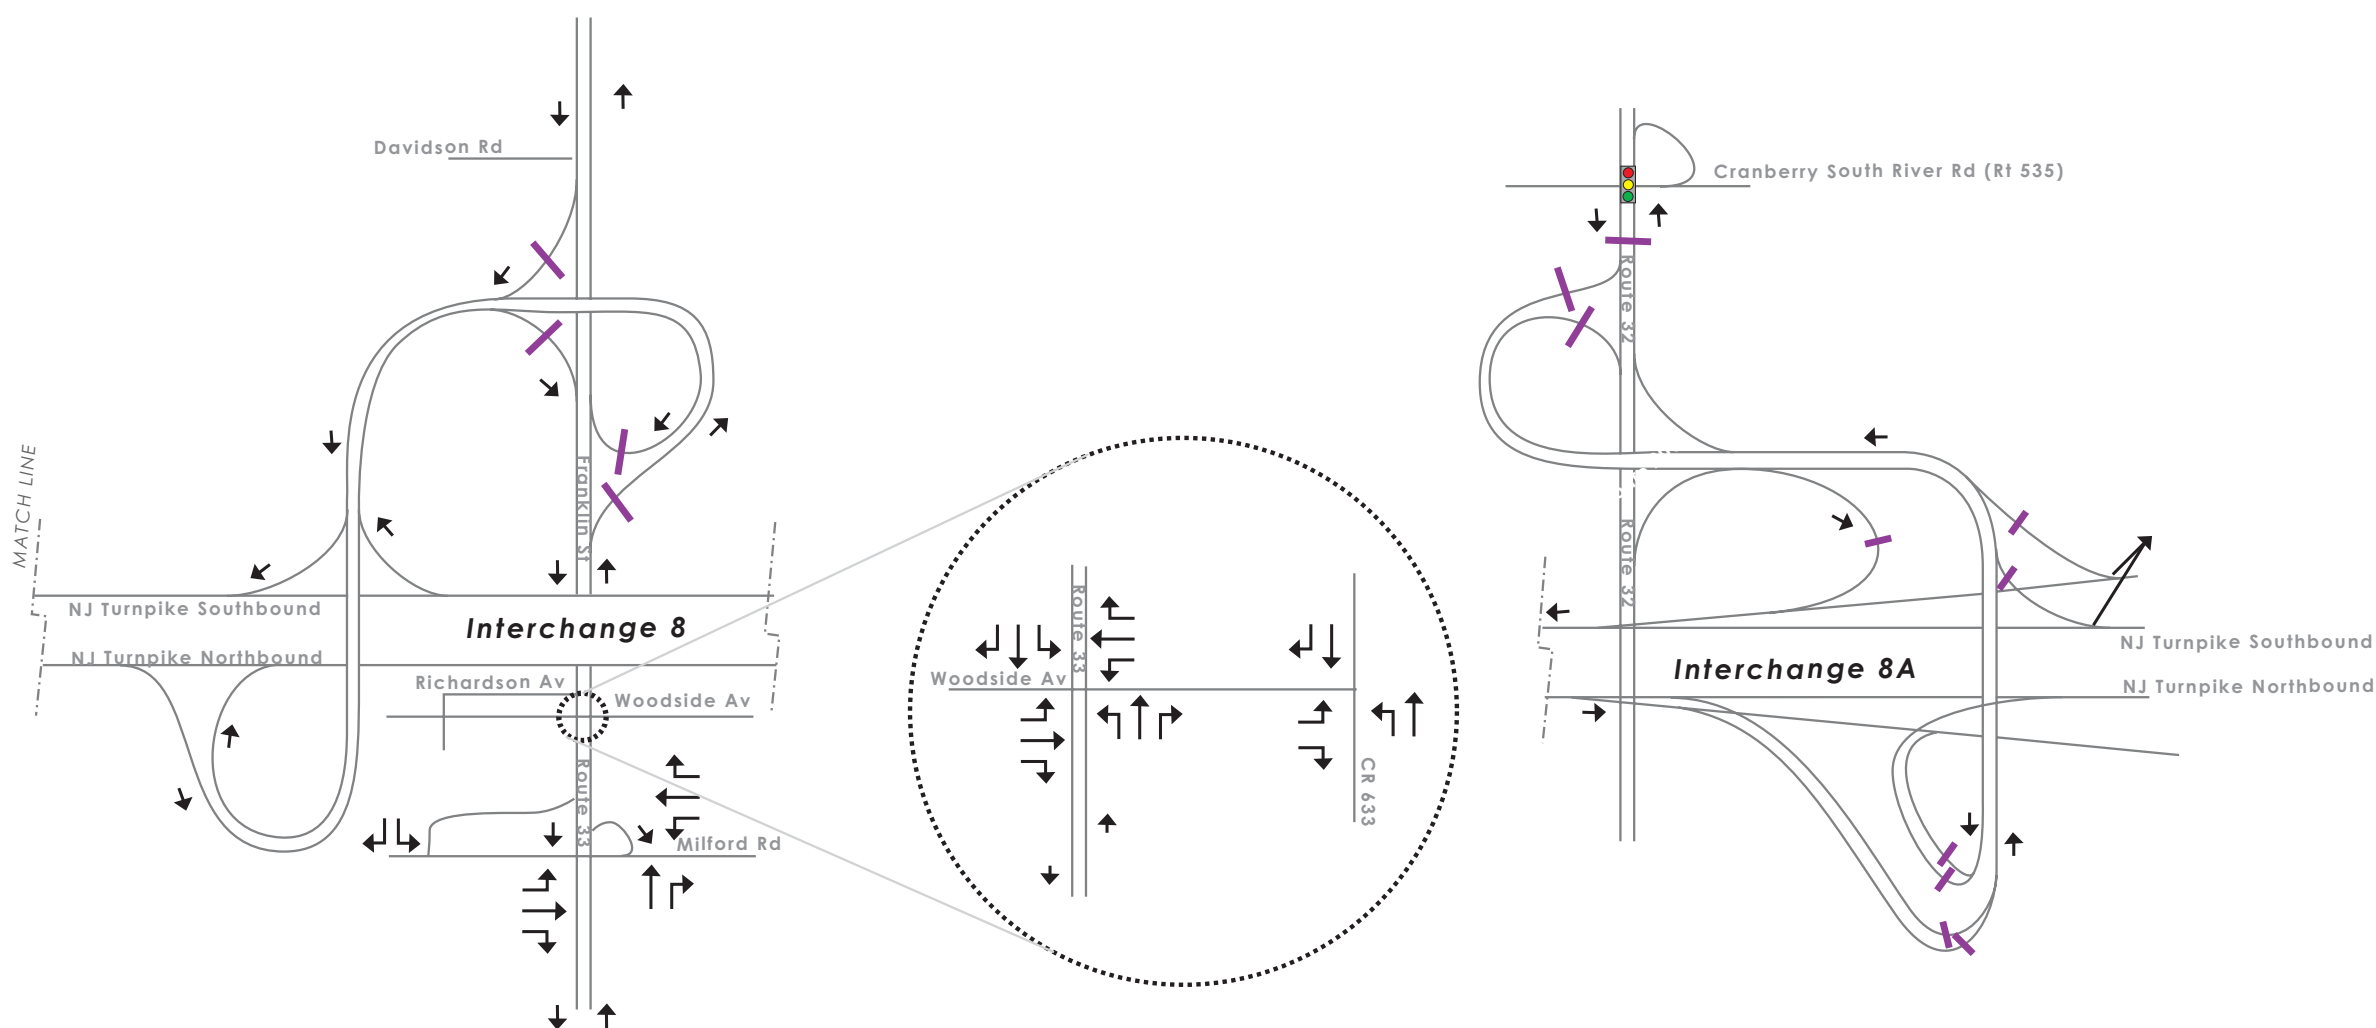 Davidson Rd
Cranberry South River Rd (Rt 535)
Route 32
MATCH LINE
Franklin St
Route 32
NJ Turnpike Southbound
Interchange 8
NJ Turnpike Northbound
Richardson Av
Woodside Av
Route 33
Woodside Av
NJ Turnpike Southbound
Interchange 8A
NJ Turnpike Northbound
Route 33
CR 633
Milford Rd